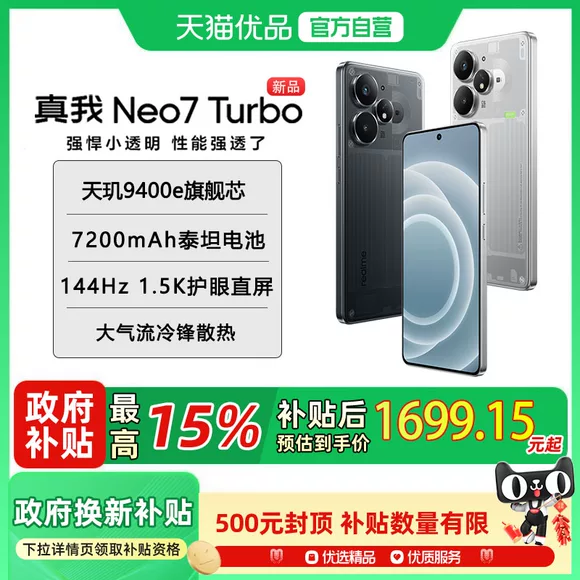 天猫优品 官方自营
新品
真我 Neo7 Turbo
强悍小透明 性能强透了
天玑9400e旗舰芯
7200mAh泰坦电池
144Hz 1.5K护眼直屏
大气流冷锋散热
realme
政府补贴
最高 15%
补贴后
预估到手价
1699.15元起
政府换新补贴
下拉详情页领取补贴资格
500元封顶 补贴数量有限
优选精品 优质服务